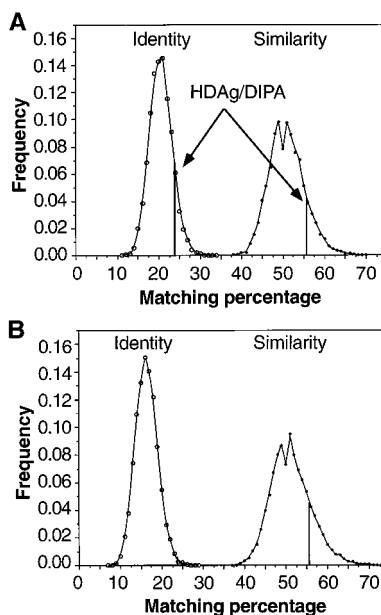 A
Identity Similarity
0.16
0.14
0.12
0.10
0.08
0.06
0.04
0.02
0.00
Frequency
HDAg/DIPA
0 10 20 30 40 50 60 70
Matching percentage
B
Identity Similarity
0.16
0.14
0.12
0.10
0.08
0.06
0.04
0.02
0.00
Frequency
0 10 20 30 40 50 60 70
Matching percentage